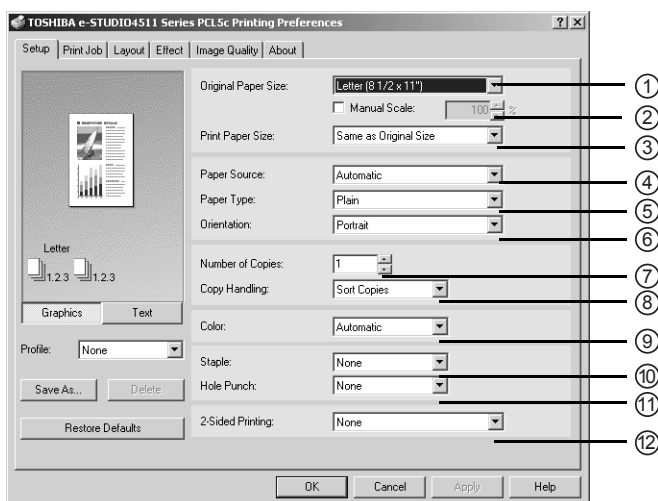 TOSHIBA e-STUDIO4511 Series PCL5c Printing Preferences
Setup Print Job Layout Effect Image Quality About
Original Paper Size: Letter (8 1/2 x 11") 1
Manual Scale: 100 % 2
Print Paper Size: Same as Original Size 3
Paper Source: Automatic 4
Paper Type: Plain 5
Orientation: Portrait 6
Letter
1.2.3 1.2.3
Number of Copies: 1 7
Copy Handling: Sort Copies 8
Graphics Text
Color: Automatic 9
Profile: None
Staple: None 10
Save As... Delete
Hole Punch: None 11
Restore Defaults
2-Sided Printing: None 12
OK Cancel Apply Help